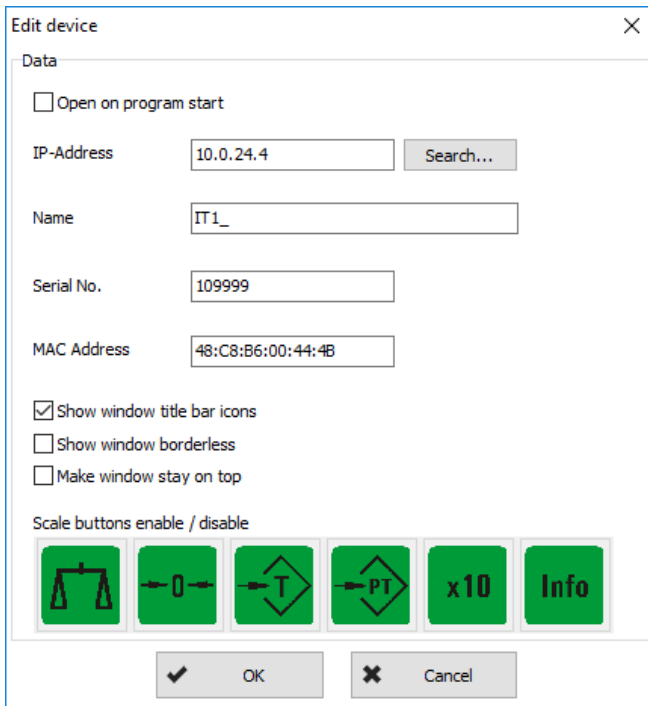 Edit device
Data
Open on program start
IP-Address 10.0.24.4 Search...
Name IT1_
Serial No. 109999
MAC Address 48:C8:B6:00:44:4B
Show window title bar icons
Show window borderless
Make window stay on top
Scale buttons enable / disable
0 T PT x10 Info
OK Cancel